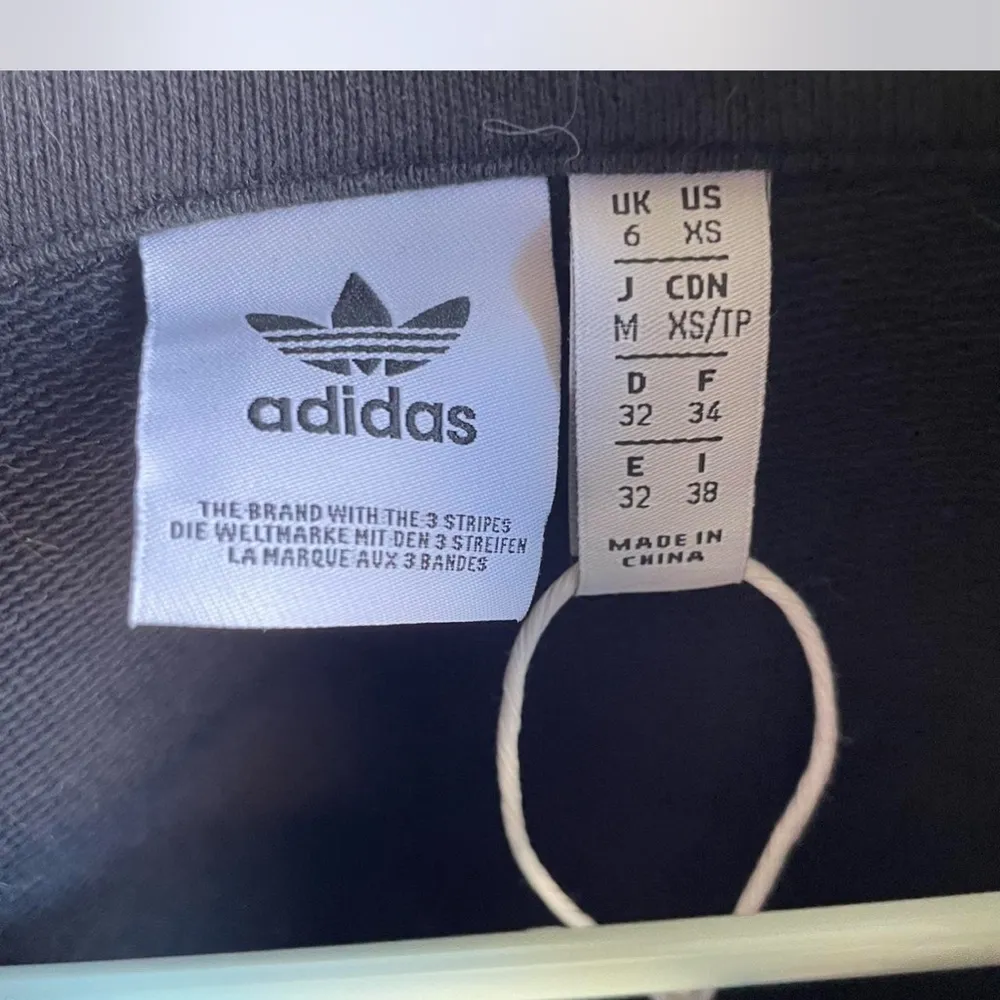 adidas
THE BRAND WITH THE 3 STRIPES
DIE WELTMARKE MIT DEN 3 STREIFEN
LA MARQUE AUX 3 BANDES
UK US
6 XS
J CDN
M XS/TP
D F
32 34
E I
32 38
MADE IN
CHINA